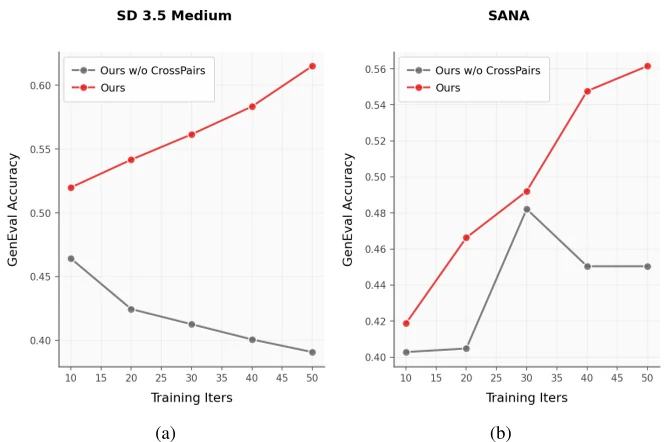 SD 3.5 Medium
Ours w/o CrossPairs
Ours
0.60
0.55
0.50
0.45
0.40
GenEval Accuracy
10 15 20 25 30 35 40 45 50
Training Iters
(a)
SANA
Ours w/o CrossPairs
Ours
0.56
0.54
0.52
0.50
0.48
0.46
0.44
0.42
0.40
GenEval Accuracy
10 15 20 25 30 35 40 45 50
Training Iters
(b)